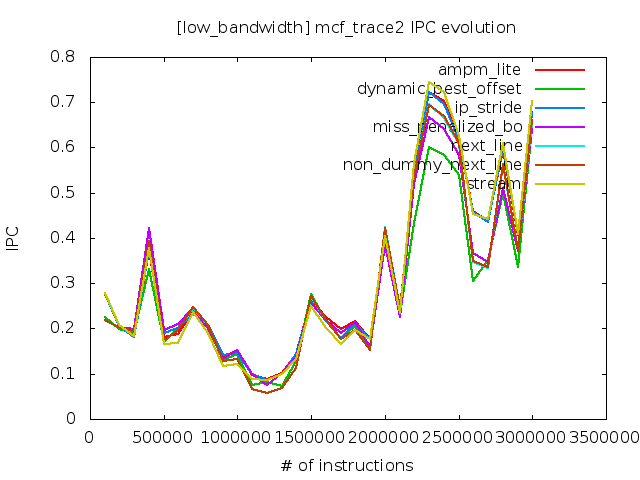 [low_bandwidth] mcf_trace2 IPC evolution
0.8
0.7
0.6
0.5
0.4
0.3
0.2
0.1
0
IPC
ampm_lite
dynamic_best_offset
ip_stride
miss_penelized_bo
next_line
non_dummy_next_line
stream
0 500000 1000000 1500000 2000000 2500000 3000000 3500000
# of instructions